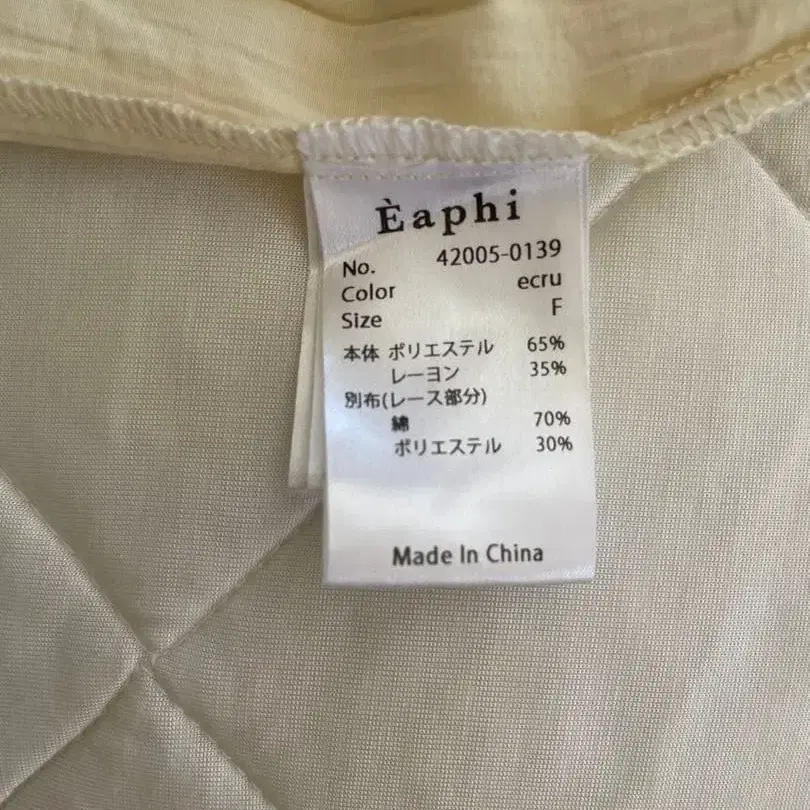 Èaphi
No. 42005-0139
Color ecru
Size F
本体 ポリエステル 65%
レーヨン 35%
別布(レース部分)
綿 70%
ポリエステル 30%
Made In China